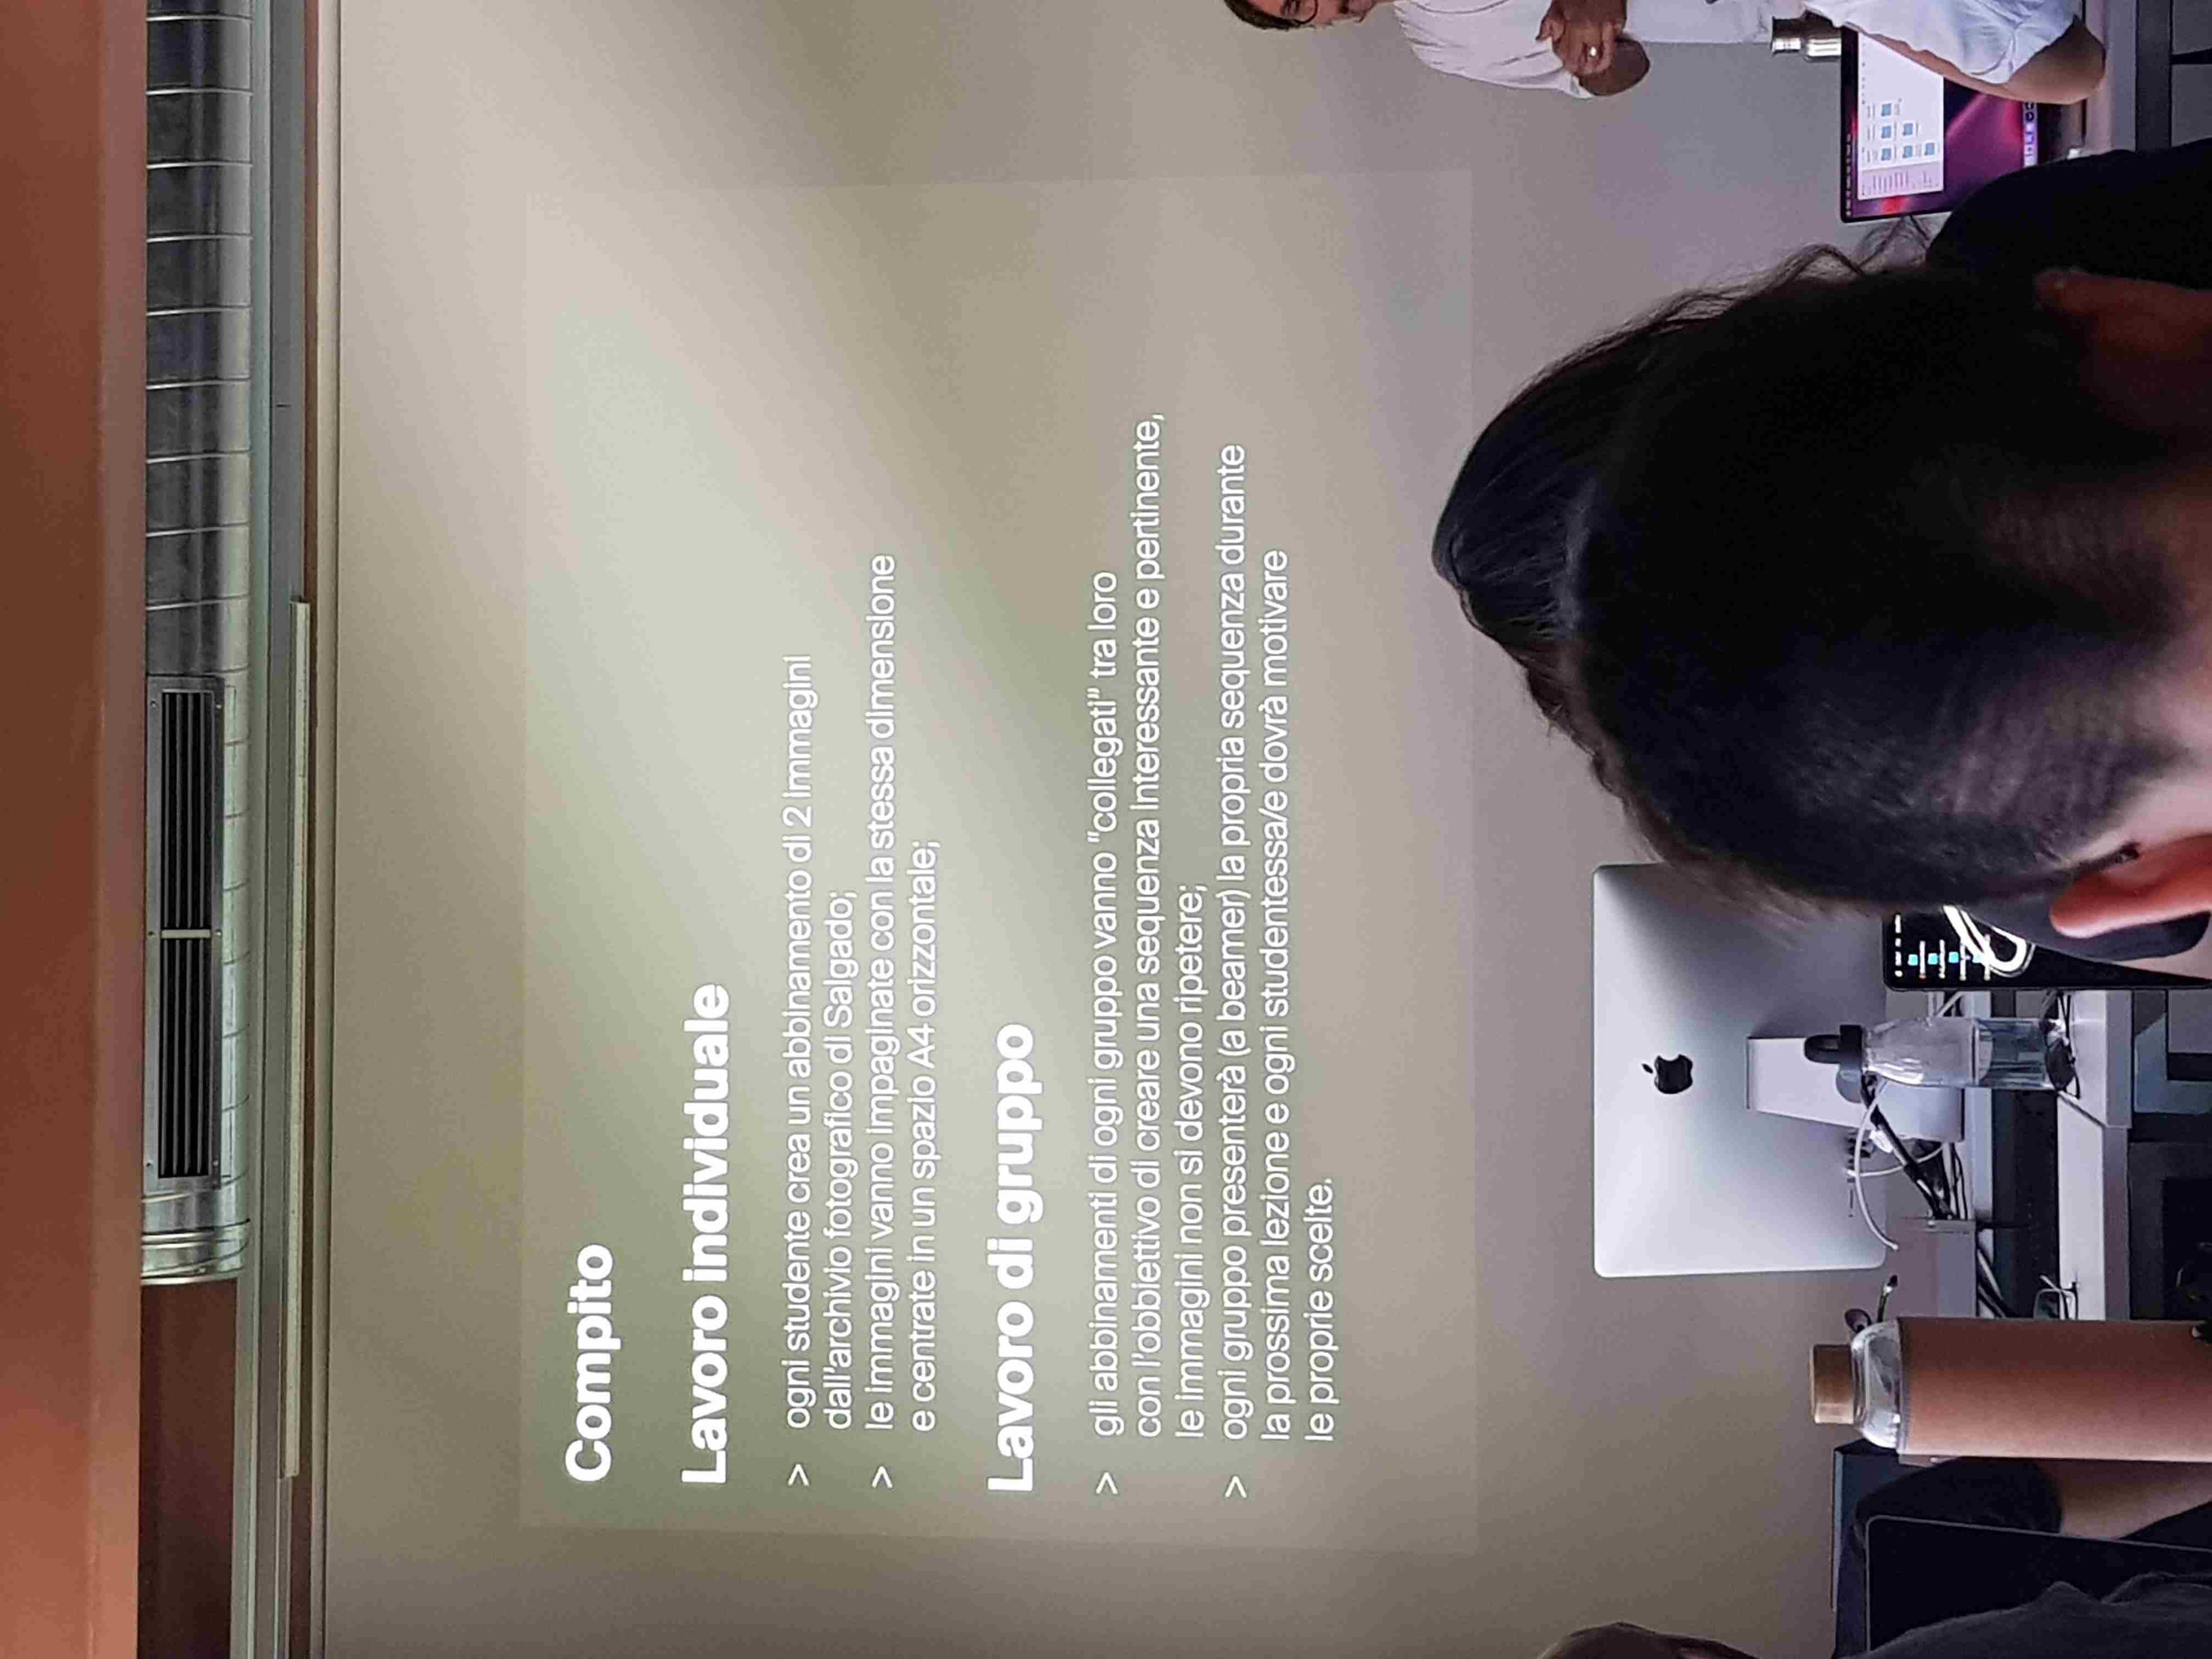 Compito
Lavoro individuale
> ogni studente crea un abbinamento di 2 immagini
dall'archivio fotografico di Salgado;
> le immagini vanno impaginate con la stessa dimensione
e centrate in un spazio A4 orizzontale;
Lavoro di gruppo
> gli abbinamenti di ogni gruppo vanno "collegati" tra loro
con l'obbiettivo di creare una sequenza interessante e pertinente,
le immagini non si devono ripetere;
> ogni gruppo presenterà (a beamer) la propria sequenza durante
la prossima lezione e ogni studentessa/e dovrà motivare
le proprie scelte.